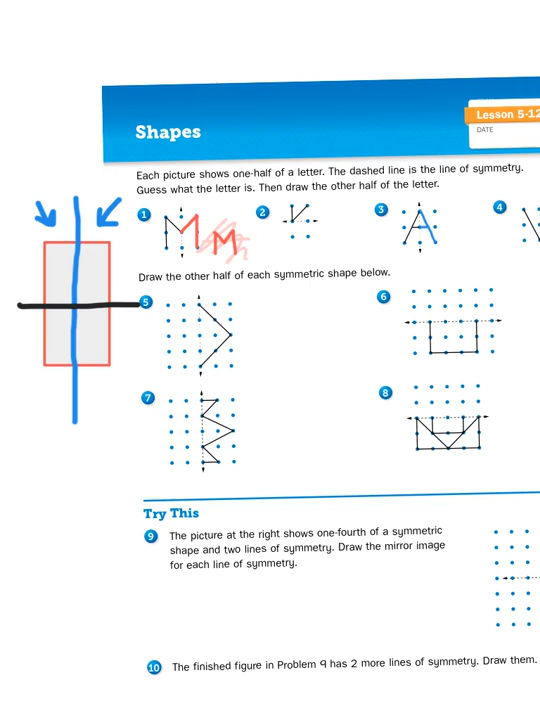 Lesson 5-12
DATE
Shapes
Each picture shows one-half of a letter. The dashed line is the line of symmetry.
Guess what the letter is. Then draw the other half of the letter.
1 M M 2 3 A 4
Draw the other half of each symmetric shape below.
5 6
7 8
Try This
9 The picture at the right shows one-fourth of a symmetric
shape and two lines of symmetry. Draw the mirror image
for each line of symmetry.
10 The finished figure in Problem 9 has 2 more lines of symmetry. Draw them.